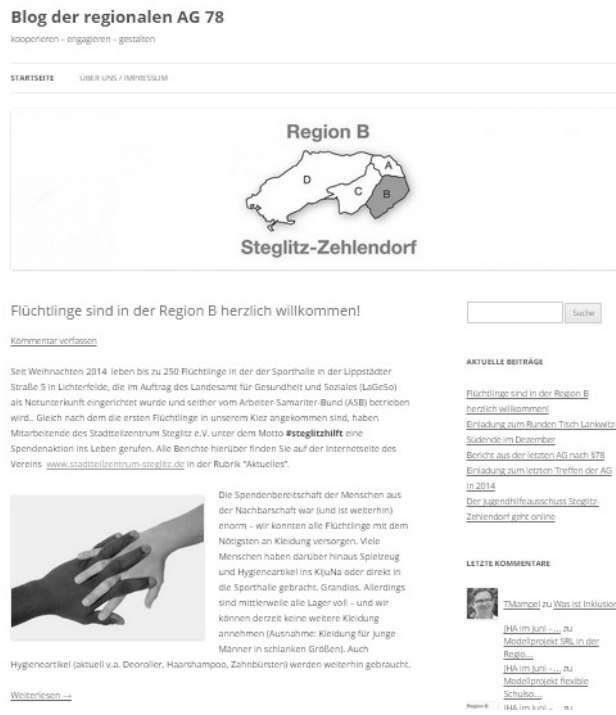 Blog der regionalen AG 78
kooperieren – engagieren – gestalten
STARTSEITE
ÜBER UNS / IMPRESSUM
Region B
A
D
C
B
Steglitz-Zehlendorf
Flüchtlinge sind in der Region B herzlich willkommen!
Kommentar verfassen
Seit Weihnachten 2014 leben bis zu 250 Flüchtlinge in der der Sporthalle in der Lippstädter
Straße 5 in Lichterfelde, die im Auftrag des Landesamt für Gesundheit und Soziales (LaGeSo)
als Notunterkunft eingerichtet wurde und seither vom Arbeiter-Samariter-Bund (ASB) betrieben
wird.. Gleich nach dem die ersten Flüchtlinge in unserem Kiez angekommen sind, haben
Mitarbeitende des Stadtteilzentrum Steglitz e.V. unter dem Motto #steglitzhilft eine
Spendenaktion ins Leben gerufen. Alle Berichte hierüber finden Sie auf der Internetseite des
Vereins www.stadtteilzentrum-steglitz.de in der Rubrik "Aktuelles".
Die Spendenbereitschaft der Menschen aus
der Nachbarschaft war (und ist weiterhin)
enorm – wir konnten alle Flüchtlinge mit dem
Nötigsten an Kleidung versorgen. Viele
Menschen haben darüber hinaus Spielzeug
und Hygieneartikel ins KiJuNa oder direkt in
die Sporthalle gebracht. Grandios. Allerdings
sind mittlerweile alle Lager voll – und wir
können derzeit keine weitere Kleidung
annehmen (Ausnahme: Kleidung für junge
Männer in schlanken Größen). Auch
Hygieneartikel (aktuell v.a. Deoroller, Haarshampoo, Zahnbürsten) werden weiterhin gebraucht.
Weiterlesen →
Suche
AKTUELLE BEITRÄGE
Flüchtlinge sind in der Region B
herzlich willkommen!
Einladung zum Runden Tisch Lankwitz-
Südende im Dezember
Bericht aus der letzten AG nach §78
Einladung zum letzten Treffen der AG
in 2014
Der Jugendhilfeausschuss Steglitz-
Zehlendorf geht online
LETZTE KOMMENTARE
TMampel zu Was ist Inklusion
JHA im Juni – ... zu
Modellprojekt SRL in der
Regio...
JHA im Juni – ... zu
Modellprojekt flexible
Schulso...
Region B
JHA im Juni – ... zu